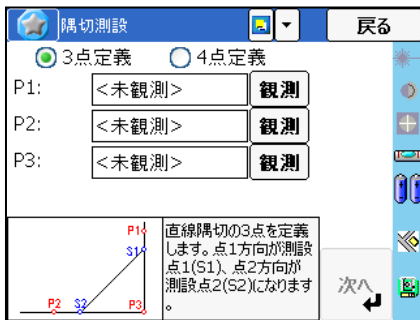 隅切測設
戻る
3点定義 4点定義
P1: <未観測> 観測
P2: <未観測> 観測
P3: <未観測> 観測
P1
S1
P2 S2 P3
直線隅切の3点を定義
します。点1方向が測設
点1(S1)、点2方向が
測設点2(S2)になります
。
次へ